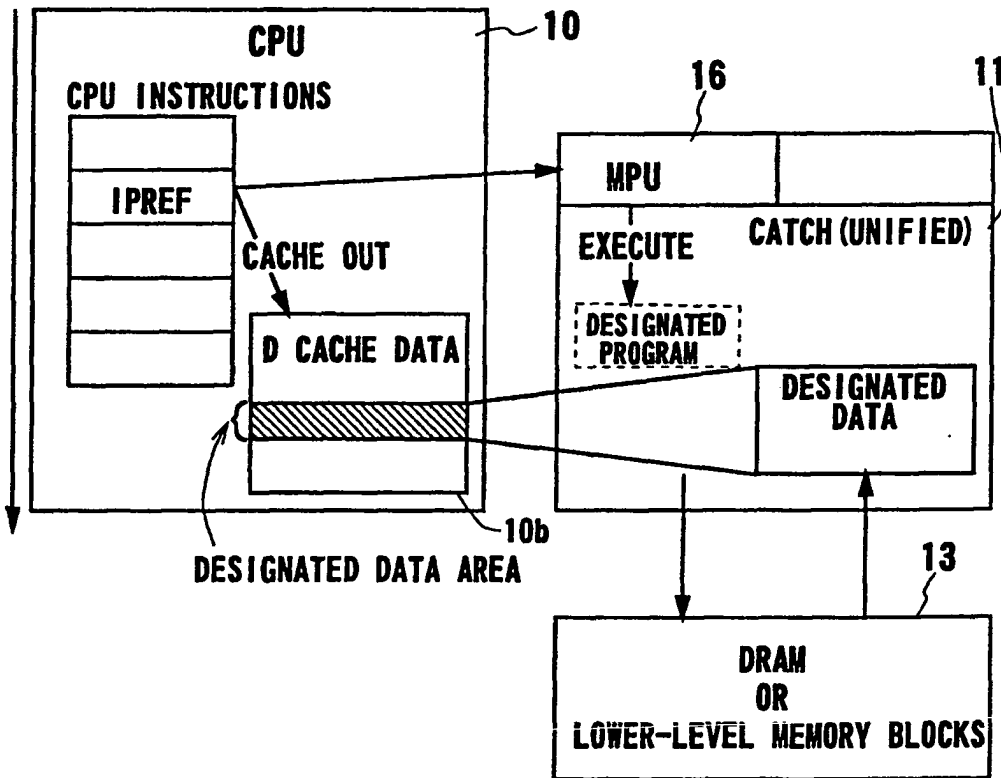 CPU
10
CPU INSTRUCTIONS
IPREF
CACHE OUT
D CACHE DATA
10b
DESIGNATED DATA AREA
16
11
MPU
CATCH (UNIFIED)
EXECUTE
DESIGNATED
PROGRAM
DESIGNATED
DATA
13
DRAM
OR
LOWER-LEVEL MEMORY BLOCKS